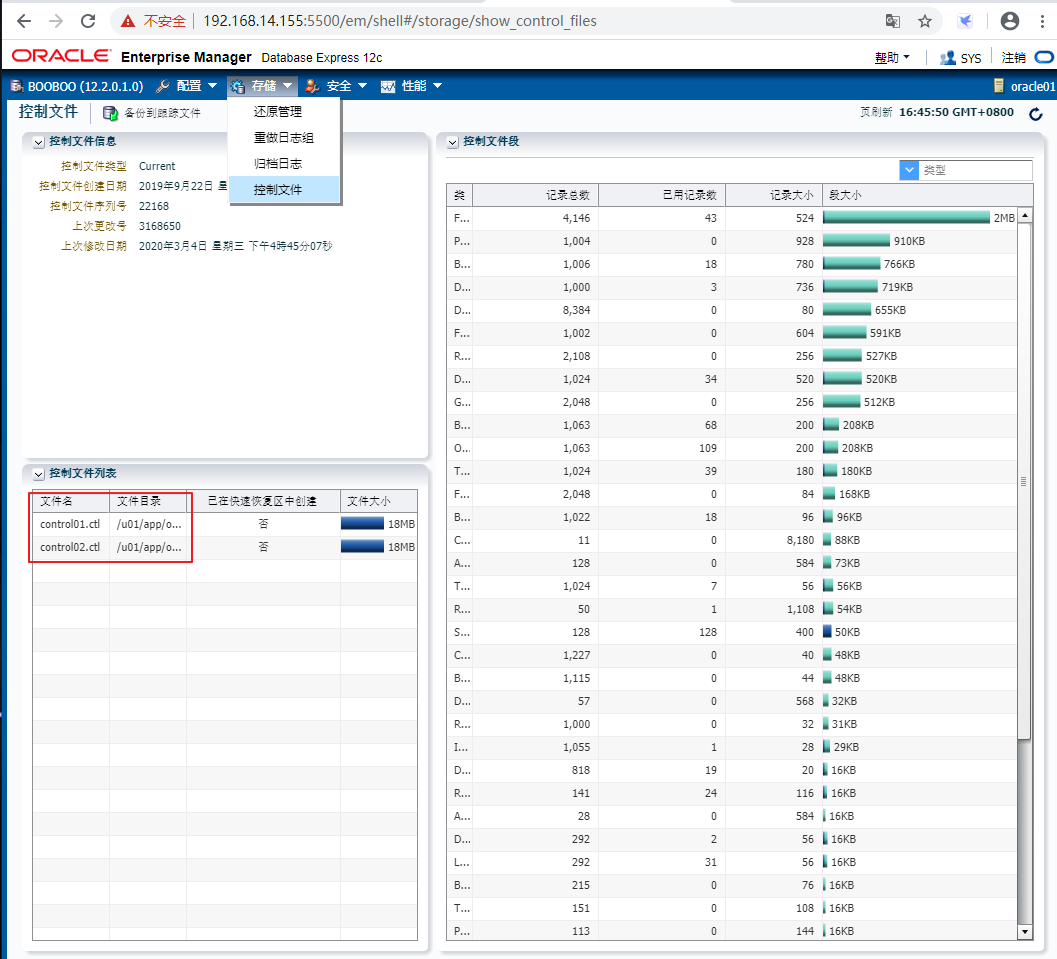 不安全 192.168.14.155:5500/em/shell#/storage/show_control_files
ORACLE Enterprise Manager Database Express 12c
帮助 SYS 注销
BOOBOO (12.2.0.1.0) 配置 存储 安全 性能 oracle01
控制文件 备份到跟踪文件
页刷新 16:45:50 GMT+0800
还原管理
重做日志组
归档日志
控制文件
控制文件信息
控制文件类型 Current
控制文件创建日期 2019年9月22日 星
控制文件序列号 22168
上次更改号 3168650
上次修改日期 2020年3月4日 星期三 下午4時45分07秒
控制文件列表
文件名 文件目录 已在快速恢复区中创建 文件大小
control01.ctl /u01/app/o... 否 18MB
control02.ctl /u01/app/o... 否 18MB
控制文件段
类型
类 记录总数 已用记录数 记录大小 段大小
F... 4,146 43 524 2MB
P... 1,004 0 928 910KB
B... 1,006 18 780 766KB
D... 1,000 3 736 719KB
D... 8,384 0 80 655KB
F... 1,002 0 604 591KB
R... 2,108 0 256 527KB
D... 1,024 34 520 520KB
G... 2,048 0 256 512KB
B... 1,063 68 200 208KB
O... 1,063 109 200 208KB
T... 1,024 39 180 180KB
F... 2,048 0 84 168KB
B... 1,022 18 96 96KB
C... 11 0 8,180 88KB
A... 128 0 584 73KB
T... 1,024 7 56 56KB
R... 50 1 1,108 54KB
S... 128 128 400 50KB
C... 1,227 0 40 48KB
B... 1,115 0 44 48KB
D... 57 0 568 32KB
R... 1,000 0 32 31KB
I... 1,055 1 28 29KB
D... 818 19 20 16KB
R... 141 24 116 16KB
A... 28 0 584 16KB
D... 292 2 56 16KB
L... 292 31 56 16KB
B... 215 0 76 16KB
T... 151 0 108 16KB
P... 113 0 144 16KB